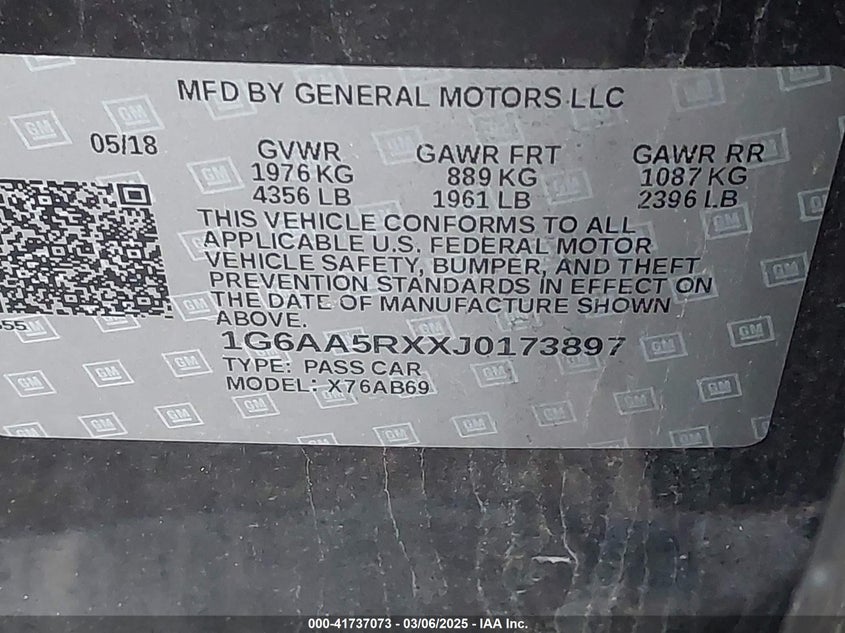 MFD BY GENERAL MOTORS LLC
05/18
GVWR GAWR FRT GAWR RR
1976 KG 889 KG 1087 KG
4356 LB 1961 LB 2396 LB
THIS VEHICLE CONFORMS TO ALL
APPLICABLE U.S. FEDERAL MOTOR
VEHICLE SAFETY, BUMPER, AND THEFT
PREVENTION STANDARDS IN EFFECT ON
THE DATE OF MANUFACTURE SHOWN
ABOVE.
1G6AA5RXXJ0173897
TYPE: PASS CAR
MODEL: X76AB69
GM
000-41737073 - 03/06/2025 - IAA Inc.